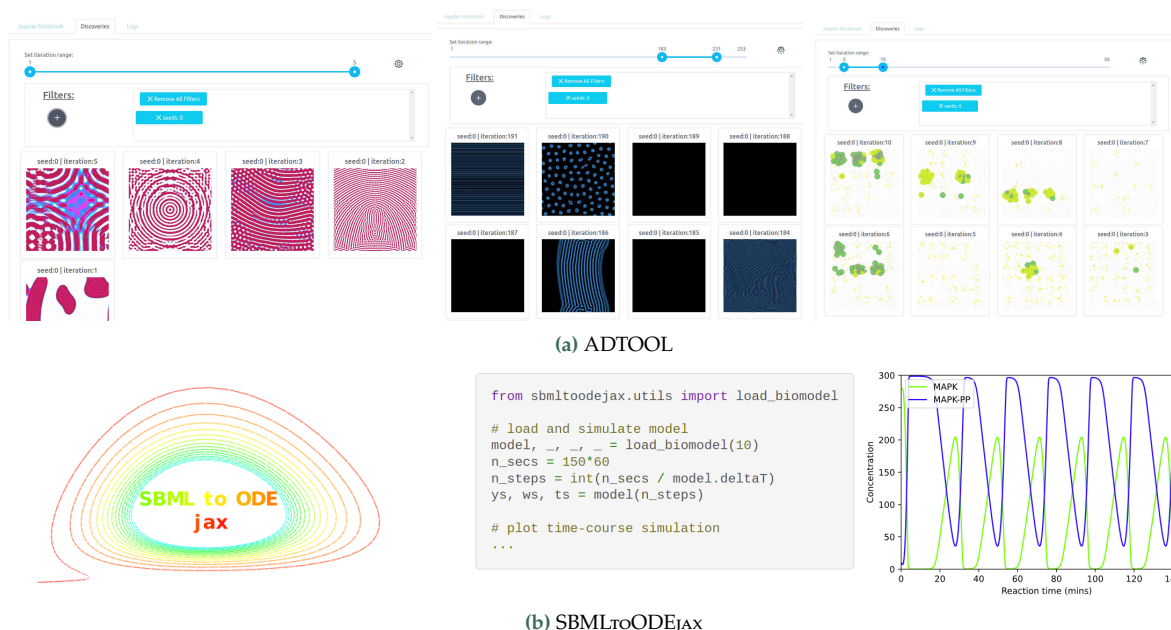 Jupyter Notebook Discoveries Logs
Set iteration range:
1 5
Filters:
+
✕ Remove All Filters
✕ seeds: 0
seed:0 | iteration:5 seed:0 | iteration:4 seed:0 | iteration:3 seed:0 | iteration:2
seed:0 | iteration:1
Jupyter Notebook Discoveries Logs
Set iteration range:
1 183 231 253
Filters:
+
✕ Remove All Filters
✕ seeds: 0
seed:0 | iteration:191 seed:0 | iteration:190 seed:0 | iteration:189 seed:0 | iteration:188
seed:0 | iteration:187 seed:0 | iteration:186 seed:0 | iteration:185 seed:0 | iteration:184
Jupyter Notebook Discoveries Logs
Set iteration range:
1 3 10 30
Filters:
+
✕ Remove All Filters
✕ seeds: 0
seed:0 | iteration:10 seed:0 | iteration:9 seed:0 | iteration:8 seed:0 | iteration:7
seed:0 | iteration:6 seed:0 | iteration:5 seed:0 | iteration:4 seed:0 | iteration:3
(a) ADTOOL
SBML to ODE
jax
from sbmltoodejax.utils import load_biomodel
# load and simulate model
model, _, _, _ = load_biomodel(10)
n_secs = 150*60
n_steps = int(n_secs / model.deltaT)
ys, ws, ts = model(n_steps)
# plot time-course simulation
...
MAPK
MAPK-PP
Concentration
300
250
200
150
100
50
0
0 20 40 60 80 100 120 14
Reaction time (mins)
(b) SBMLTOODEJAX